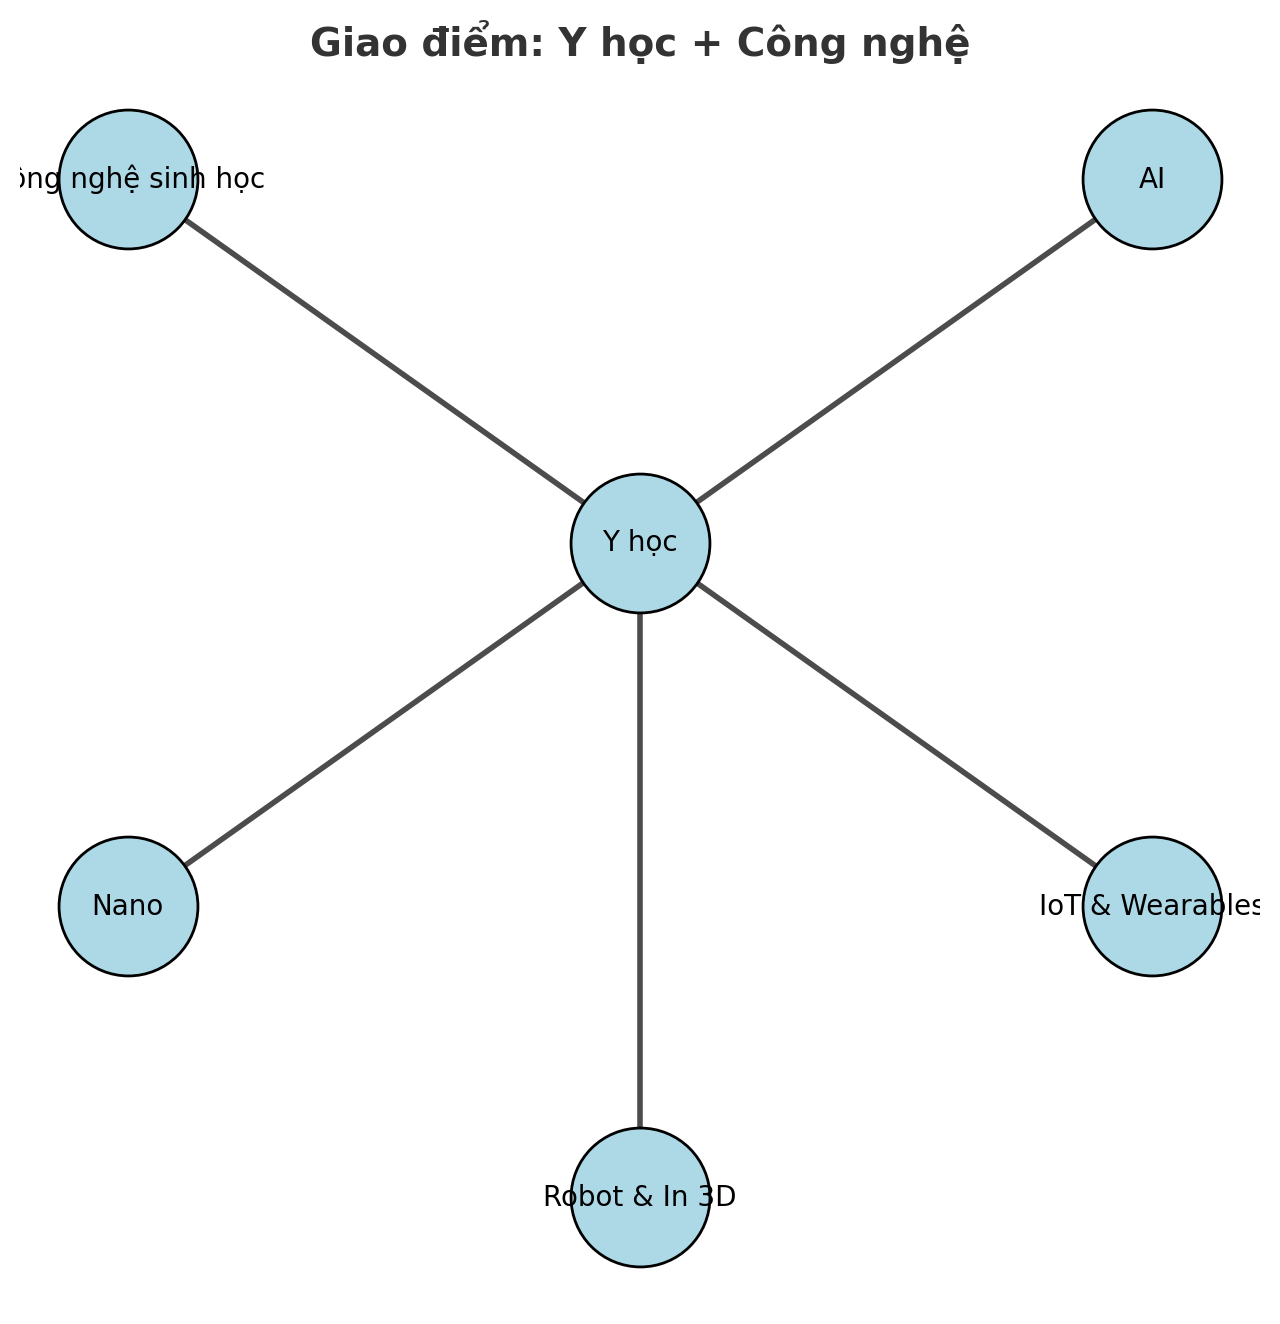 Giao điểm: Y học + Công nghệ
ông nghệ sinh học
AI
Y học
Nano
IoT & Wearables
Robot & In 3D